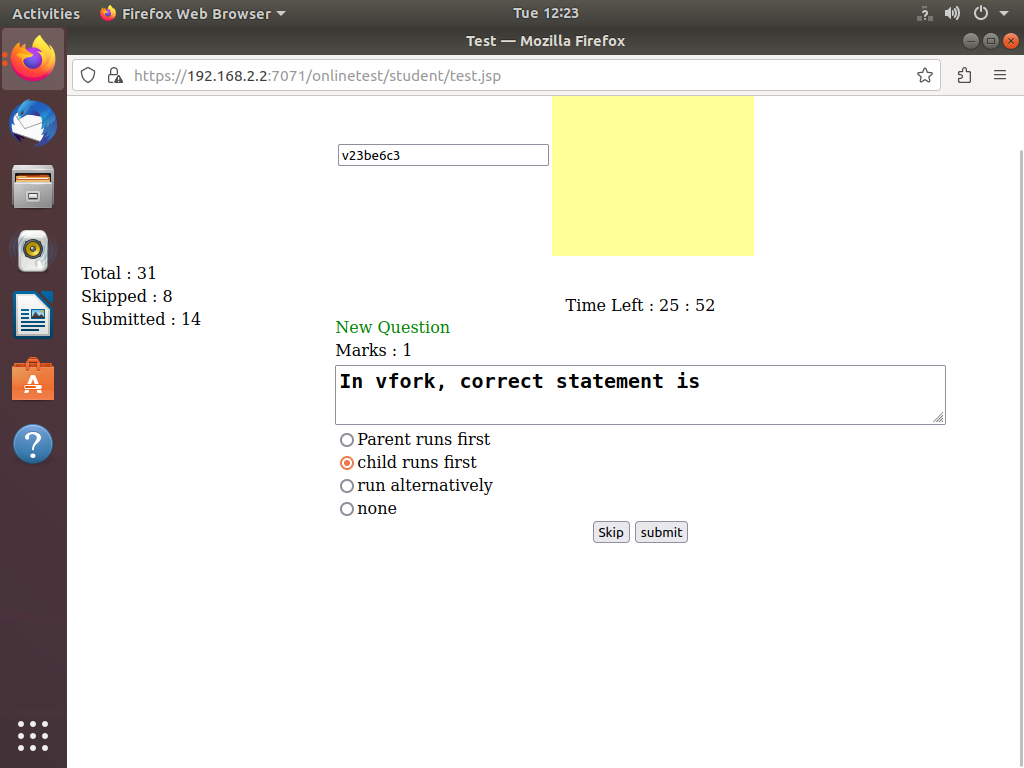 Activities
Firefox Web Browser
Tue 12:23
?
Test — Mozilla Firefox
https://192.168.2.2:7071/onlinetest/student/test.jsp
v23be6c3
Total : 31
Skipped : 8
Submitted : 14
Time Left : 25 : 52
New Question
Marks : 1
In vfork, correct statement is
Parent runs first
child runs first
run alternatively
none
Skip submit
A
?